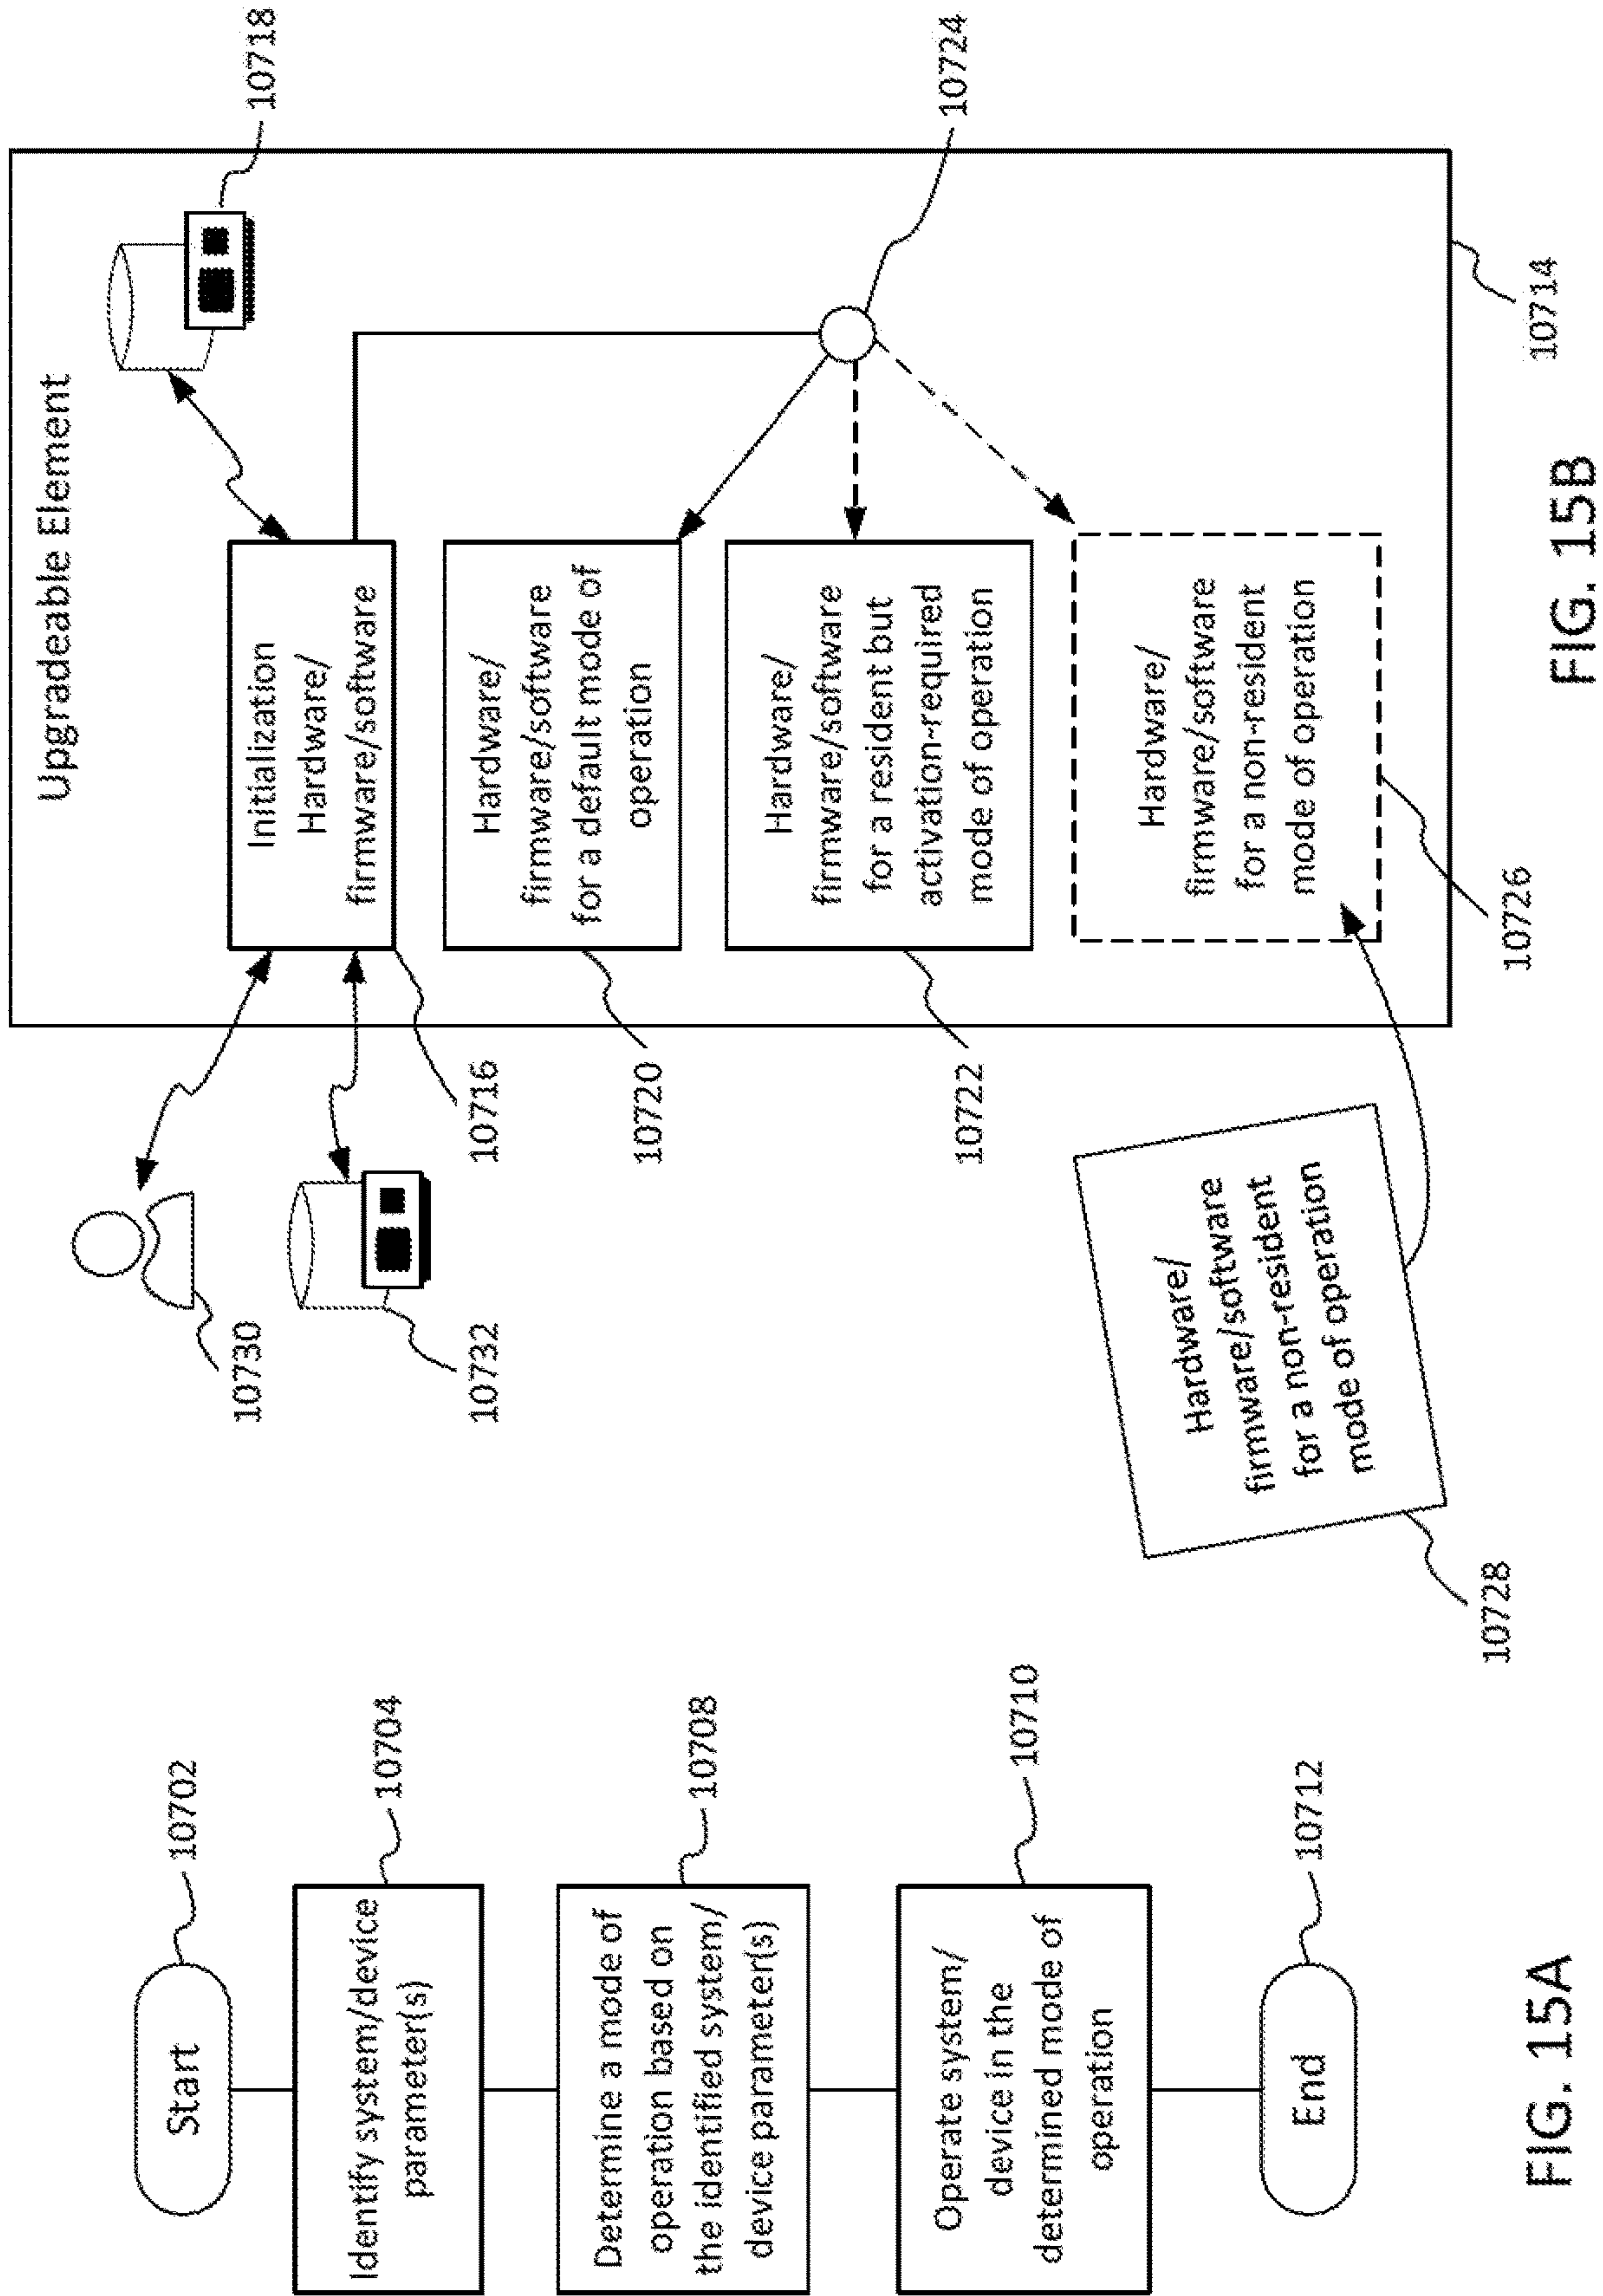 Start
10702
Identify system/device
parameter(s)
10704
Determine a mode of
operation based on
the identified system/
device parameter(s)
10708
Operate system/
device in the
determined mode of
operation
10710
End
10712
FIG. 15A
Upgradeable Element
10730
10732
Initialization
Hardware/
firmware/software
10716
10718
Hardware/
firmware/software
for a default mode of
operation
10720
Hardware/
firmware/software
for a resident but
activation-required
mode of operation
10722
10724
Hardware/
firmware/software
for a non-resident
mode of operation
10726
Hardware/
firmware/software
for a non-resident
mode of operation
10728
10714
FIG. 15B